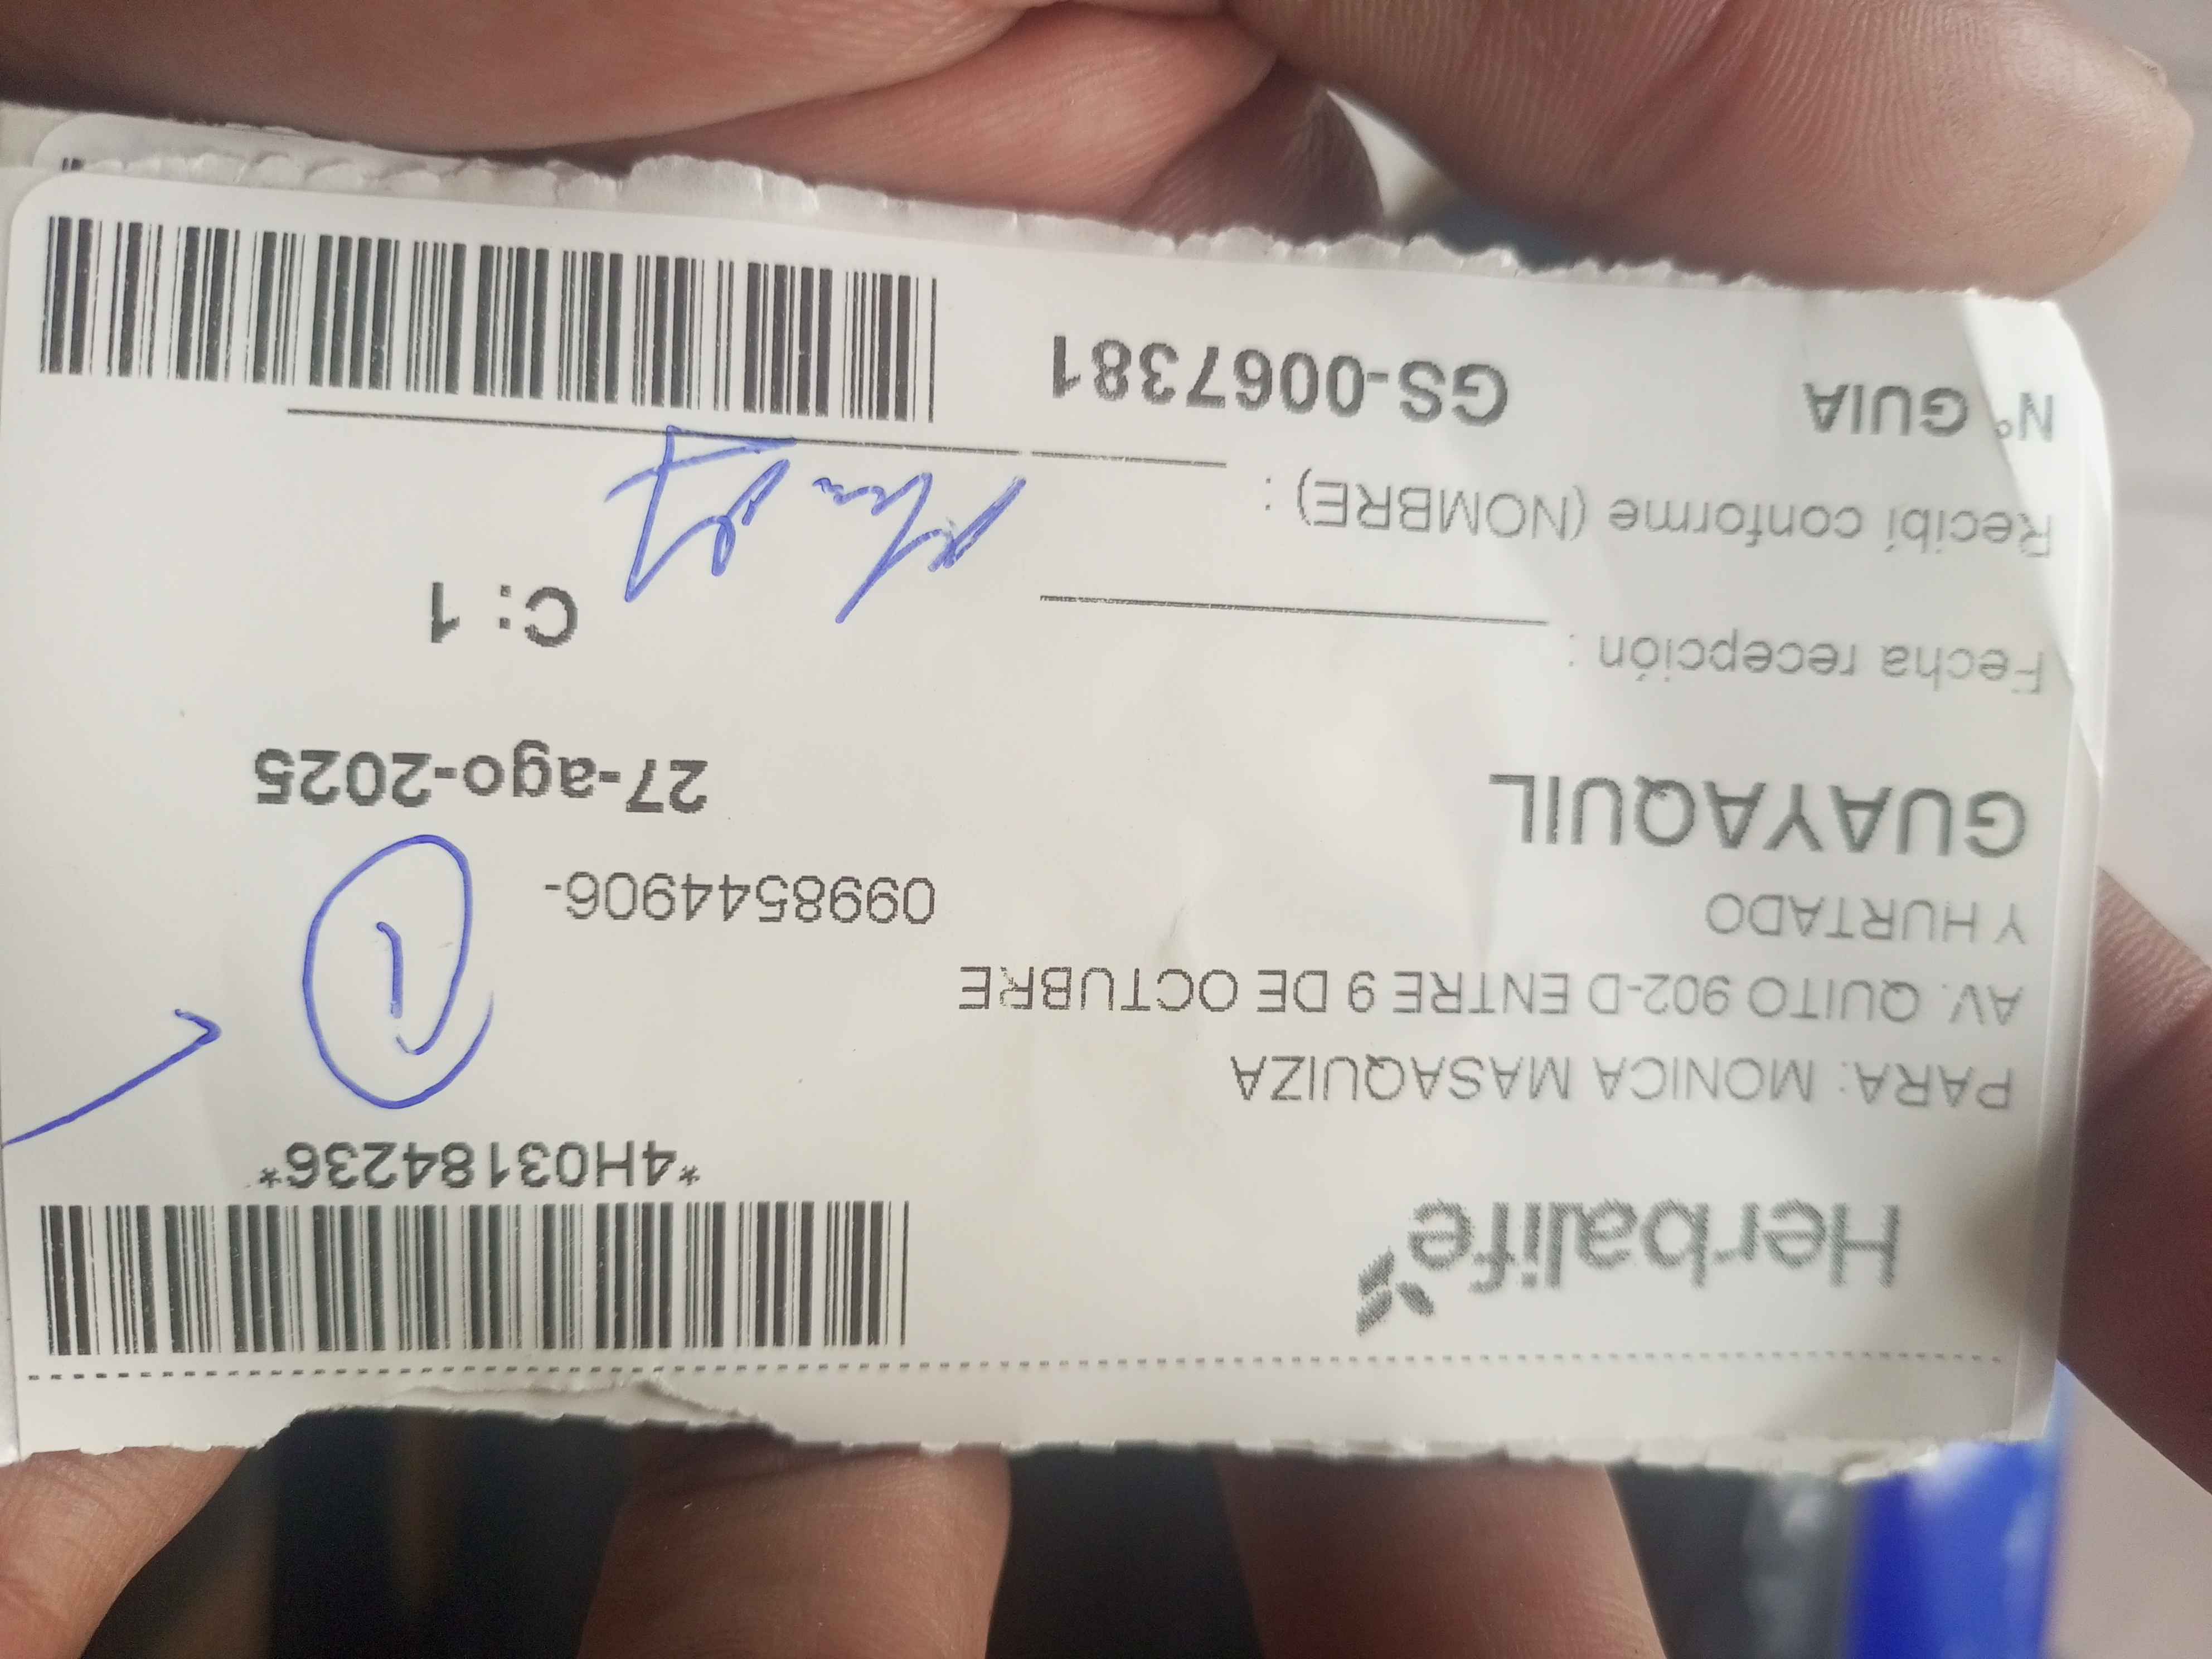 Herbalife
*4H03184236*
PARA: MONICA MASAQUIZA
AV. QUITO 902-D ENTRE 9 DE OCTUBRE
Y HURTADO
1
0998544906-
GUAYAQUIL
27-ago-2025
Fecha recepción :
C: 1
Recibí conforme (NOMBRE) :
N° GUIA
GS-0067381